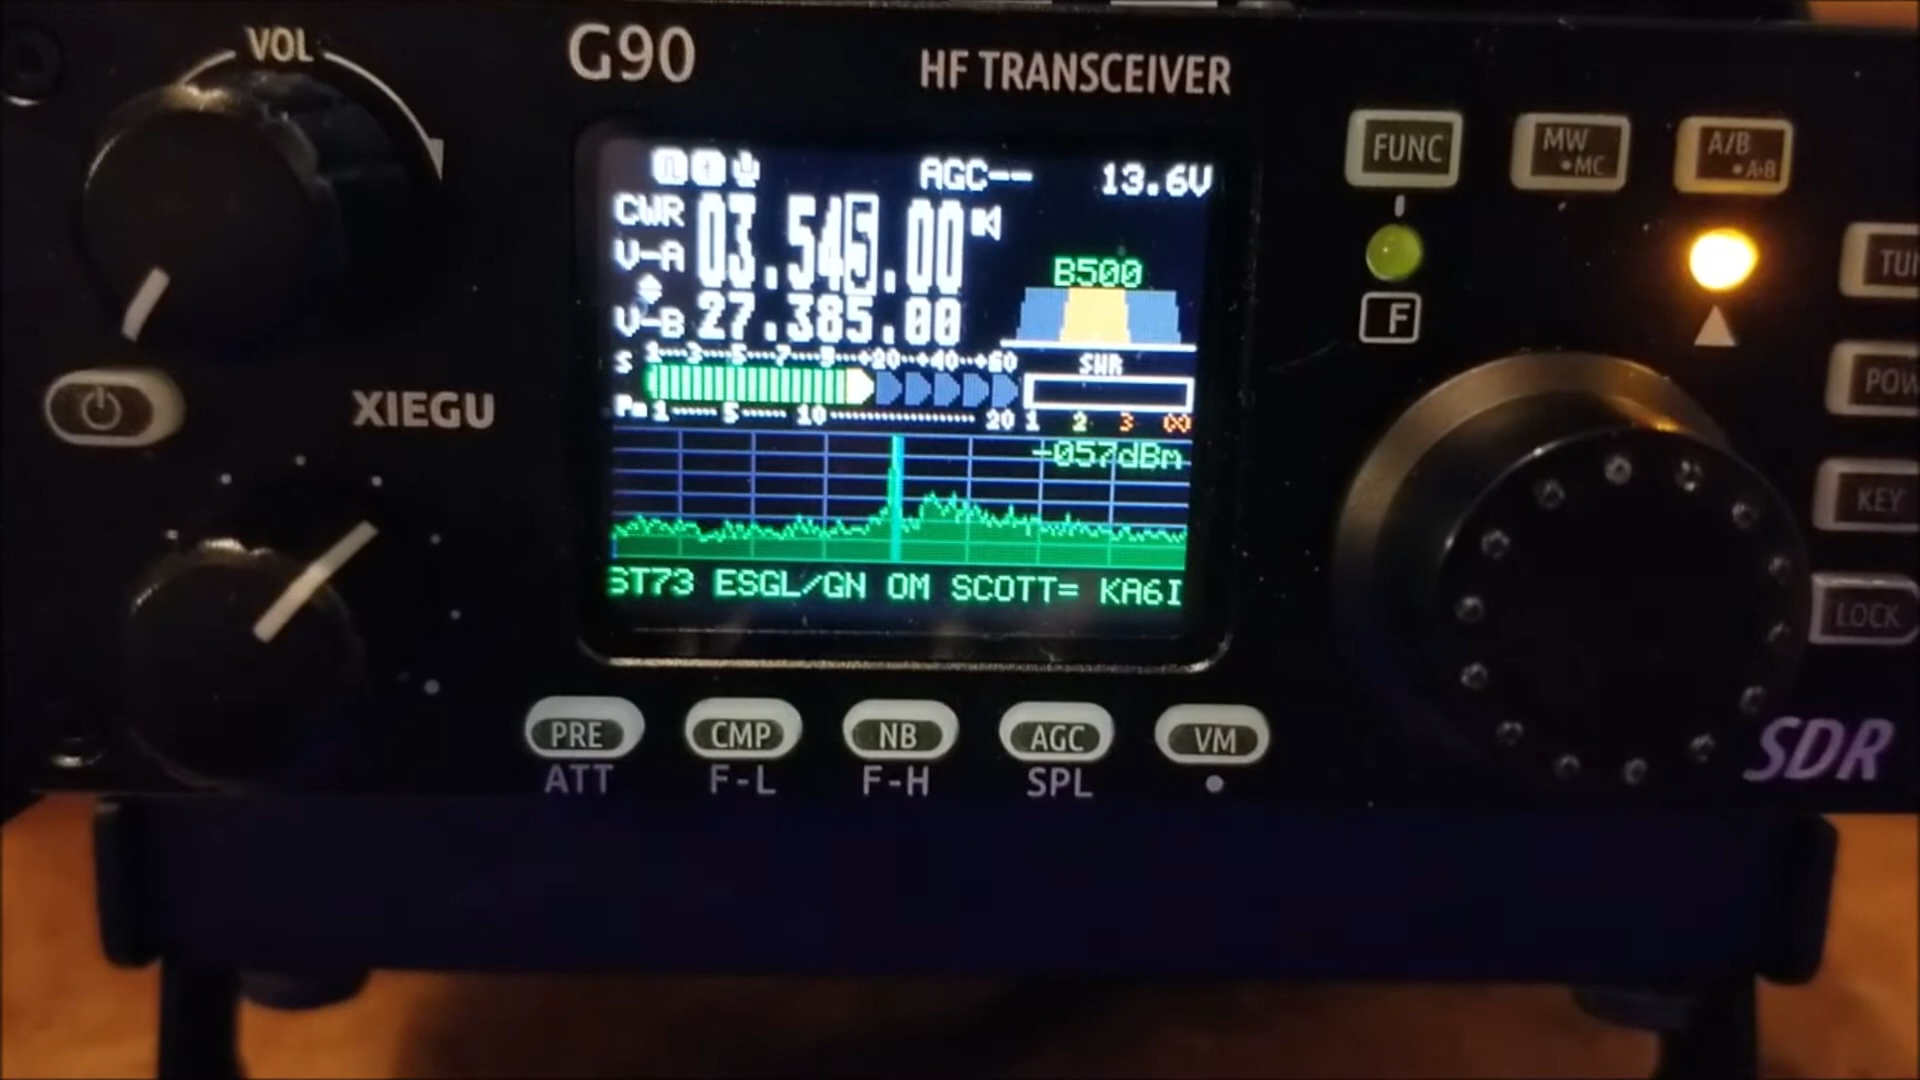 VOL
G90
HF TRANSCEIVER
AGC-- 13.6V
CWR 03.545.00
V-A
V-B 27.385.00
B500
S 1 3 5 7 9 +20 +40 +60
SWR
Po 1 5 10 20 1 2 3 ∞
-057dBm
ST73 ESGL/GN OM SCOTT= KA6I
FUNC
MW
•MC
A/B
•A›B
F
XIEGU
TUN
POW
KEY
LOCK
PRE CMP NB AGC VM
ATT F-L F-H SPL
SDR